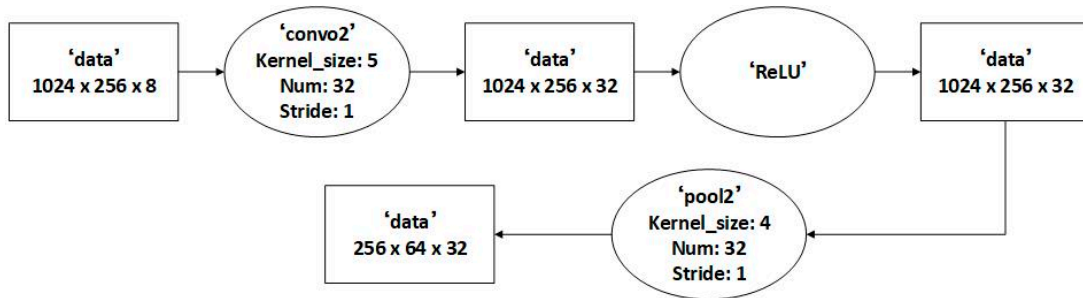 ‘data’
1024 x 256 x 8
‘convo2’
Kernel_size: 5
Num: 32
Stride: 1
‘data’
1024 x 256 x 32
‘ReLU’
‘data’
1024 x 256 x 32
‘pool2’
Kernel_size: 4
Num: 32
Stride: 1
‘data’
256 x 64 x 32